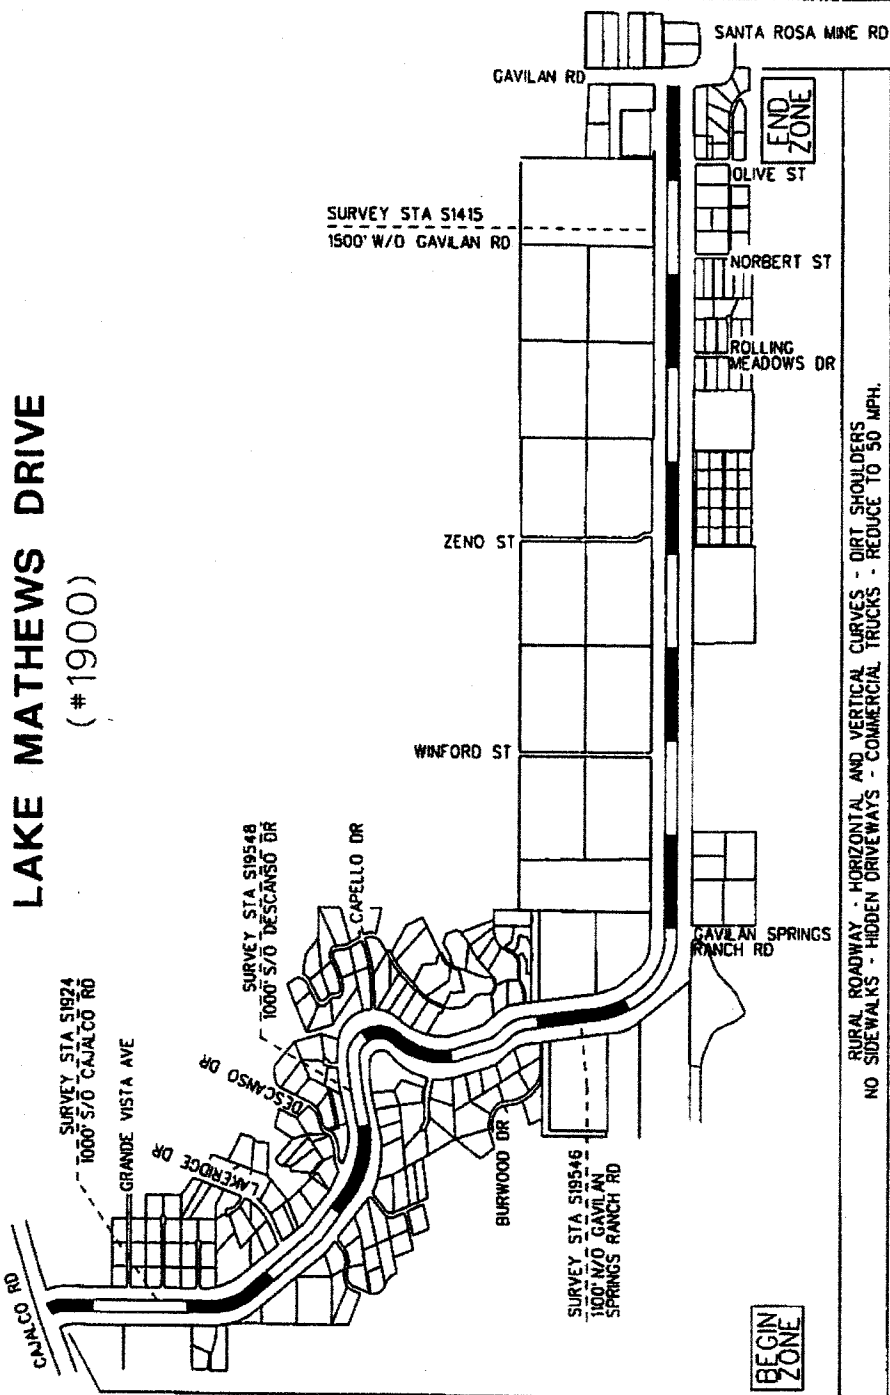 LAKE MATHEWS DRIVE
(#1900)
SANTA ROSA MINE RD
GAVILAN RD
END
ZONE
OLIVE ST
SURVEY STA S1415
1500' W/O GAVILAN RD
NORBERT ST
ROLLING
MEADOWS DR
ZENO ST
WINFORD ST
GAVILAN SPRINGS
RANCH RD
CAPELLO DR
SURVEY STA S19548
1000' S/O DESCANSO DR
DESCANSO DR
SURVEY STA S1924
1000' S/O CAJALCO RD
GRANDE VISTA AVE
LAKERIDGE DR
BURWOOD DR
SURVEY STA S19546
1100' N/O GAVILAN
SPRINGS RANCH RD
CAJALCO RD
BEGIN
ZONE
RURAL ROADWAY - HORIZONTAL AND VERTICAL CURVES - DIRT SHOULDERS
NO SIDEWALKS - HIDDEN DRIVEWAYS - COMMERCIAL TRUCKS - REDUCE TO 50 MPH.